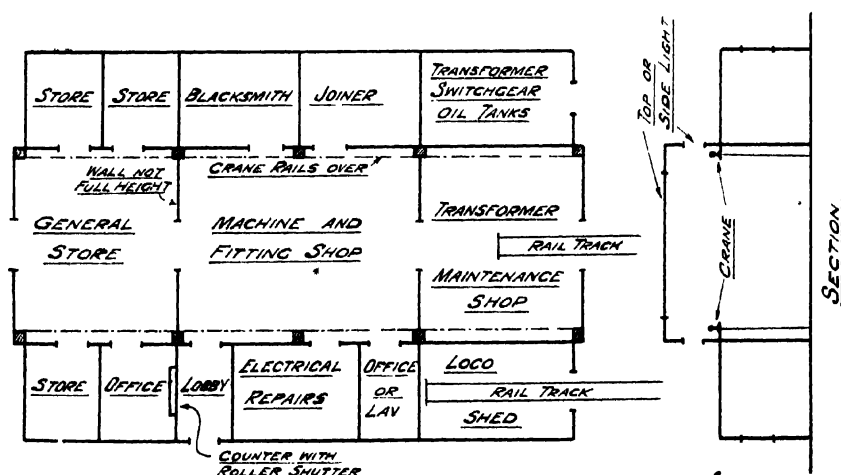 STORE
STORE
BLACKSMITH
JOINER
TRANSFORMER
SWITCHGEAR
OIL TANKS
TOP OR
SIDE LIGHT
WALL NOT
FULL HEIGHT
CRANE RAILS OVER
GENERAL
STORE
MACHINE AND
FITTING SHOP
TRANSFORMER
RAIL TRACK
MAINTENANCE
SHOP
CRANE
SECTION
STORE
OFFICE
LOBBY
ELECTRICAL
REPAIRS
OFFICE
OR
LAV
LOCO
RAIL TRACK
SHED
COUNTER WITH
ROLLER SHUTTER